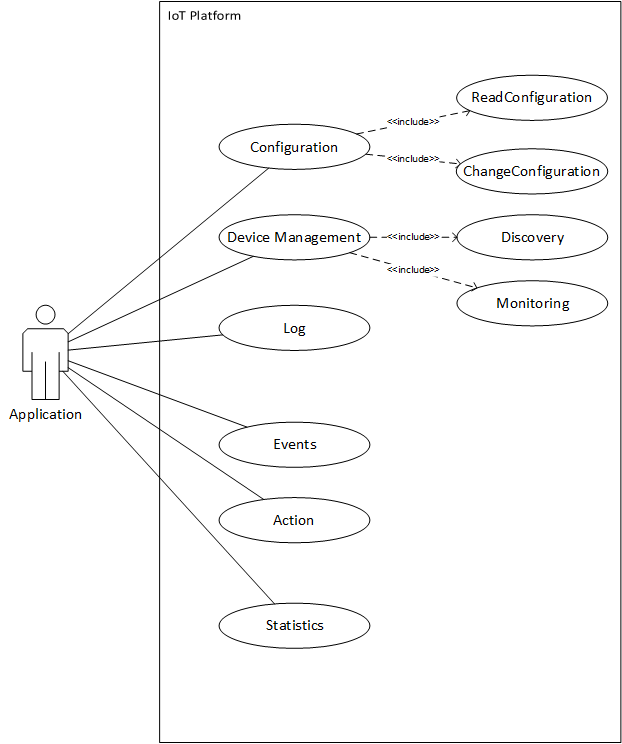 IoT Platform
ReadConfiguration
<<include>>
Configuration
<<include>>
ChangeConfiguration
Device Management
<<include>>
Discovery
<<include>>
Monitoring
Log
Application
Events
Action
Statistics